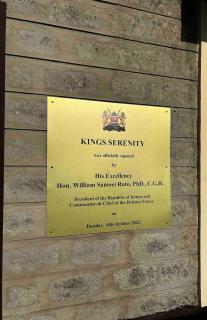 KINGS SERENITY
was officially opened
by
His Excellency
Hon. William Samoei Ruto, PhD., C.G.H.
President of the Republic of Kenya and
Commander-in-Chief of the Defence Forces
on
Tuesday, 18th October 2022